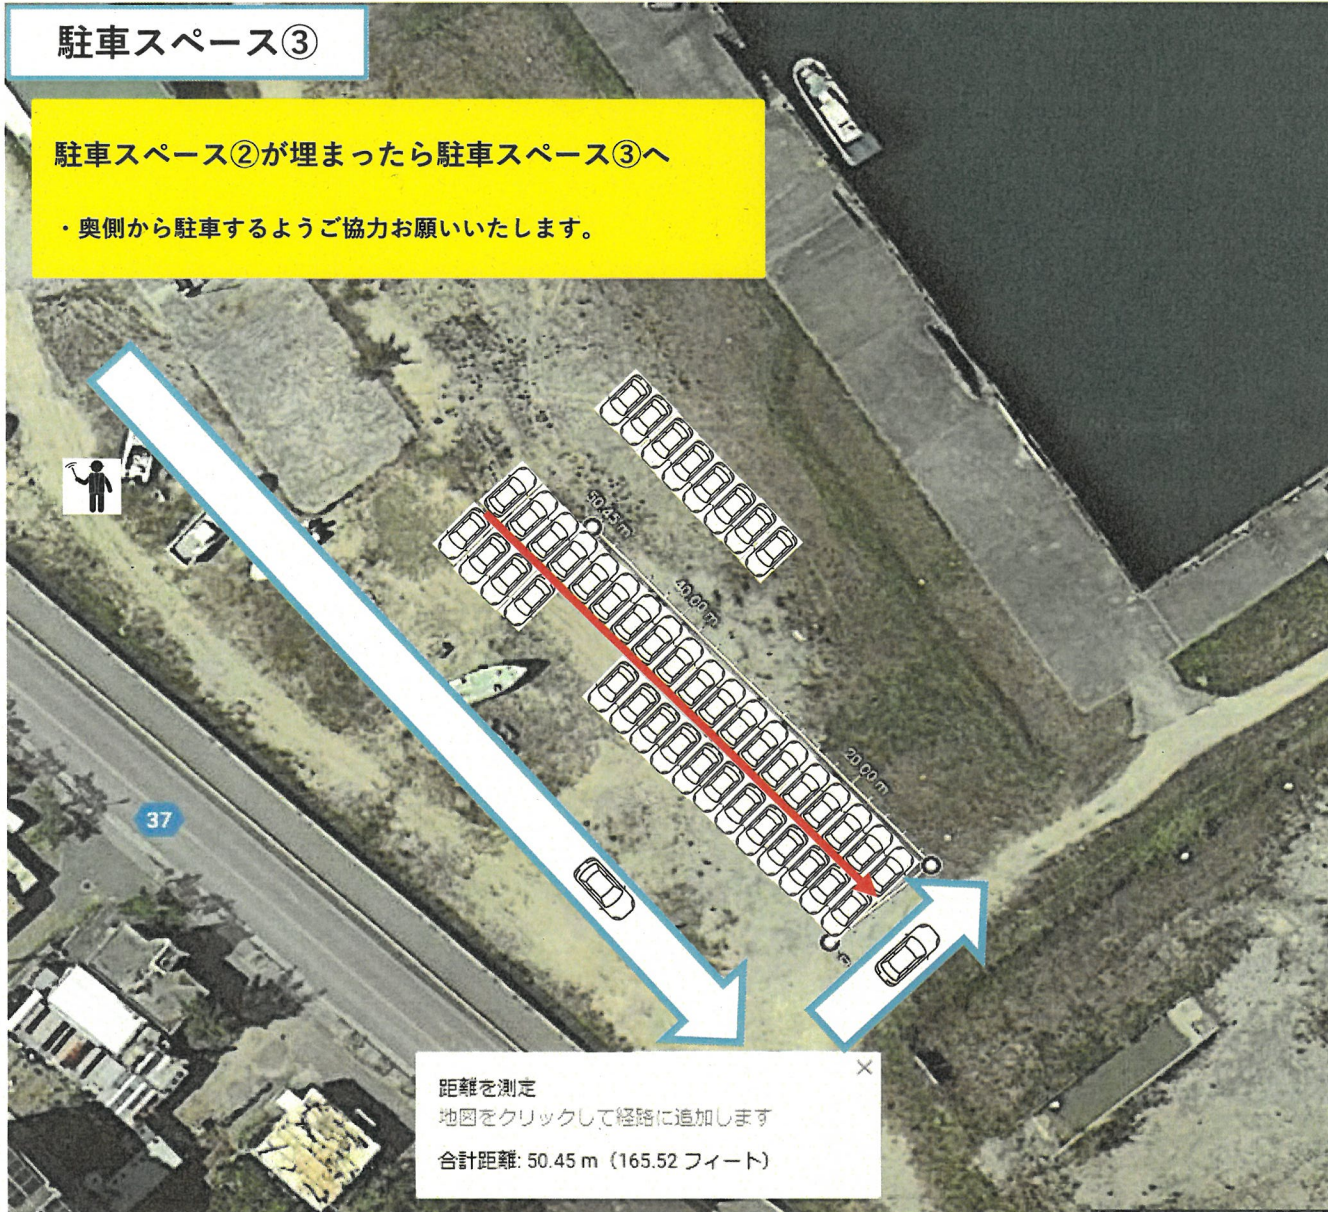 駐車スペース③
駐車スペース②が埋まったら駐車スペース③へ
・奥側から駐車するようご協力お願いいたします。
50.45 m
40.00 m
20.00 m
37
距離を測定
地図をクリックして経路に追加します
合計距離: 50.45 m（165.52 フィート）